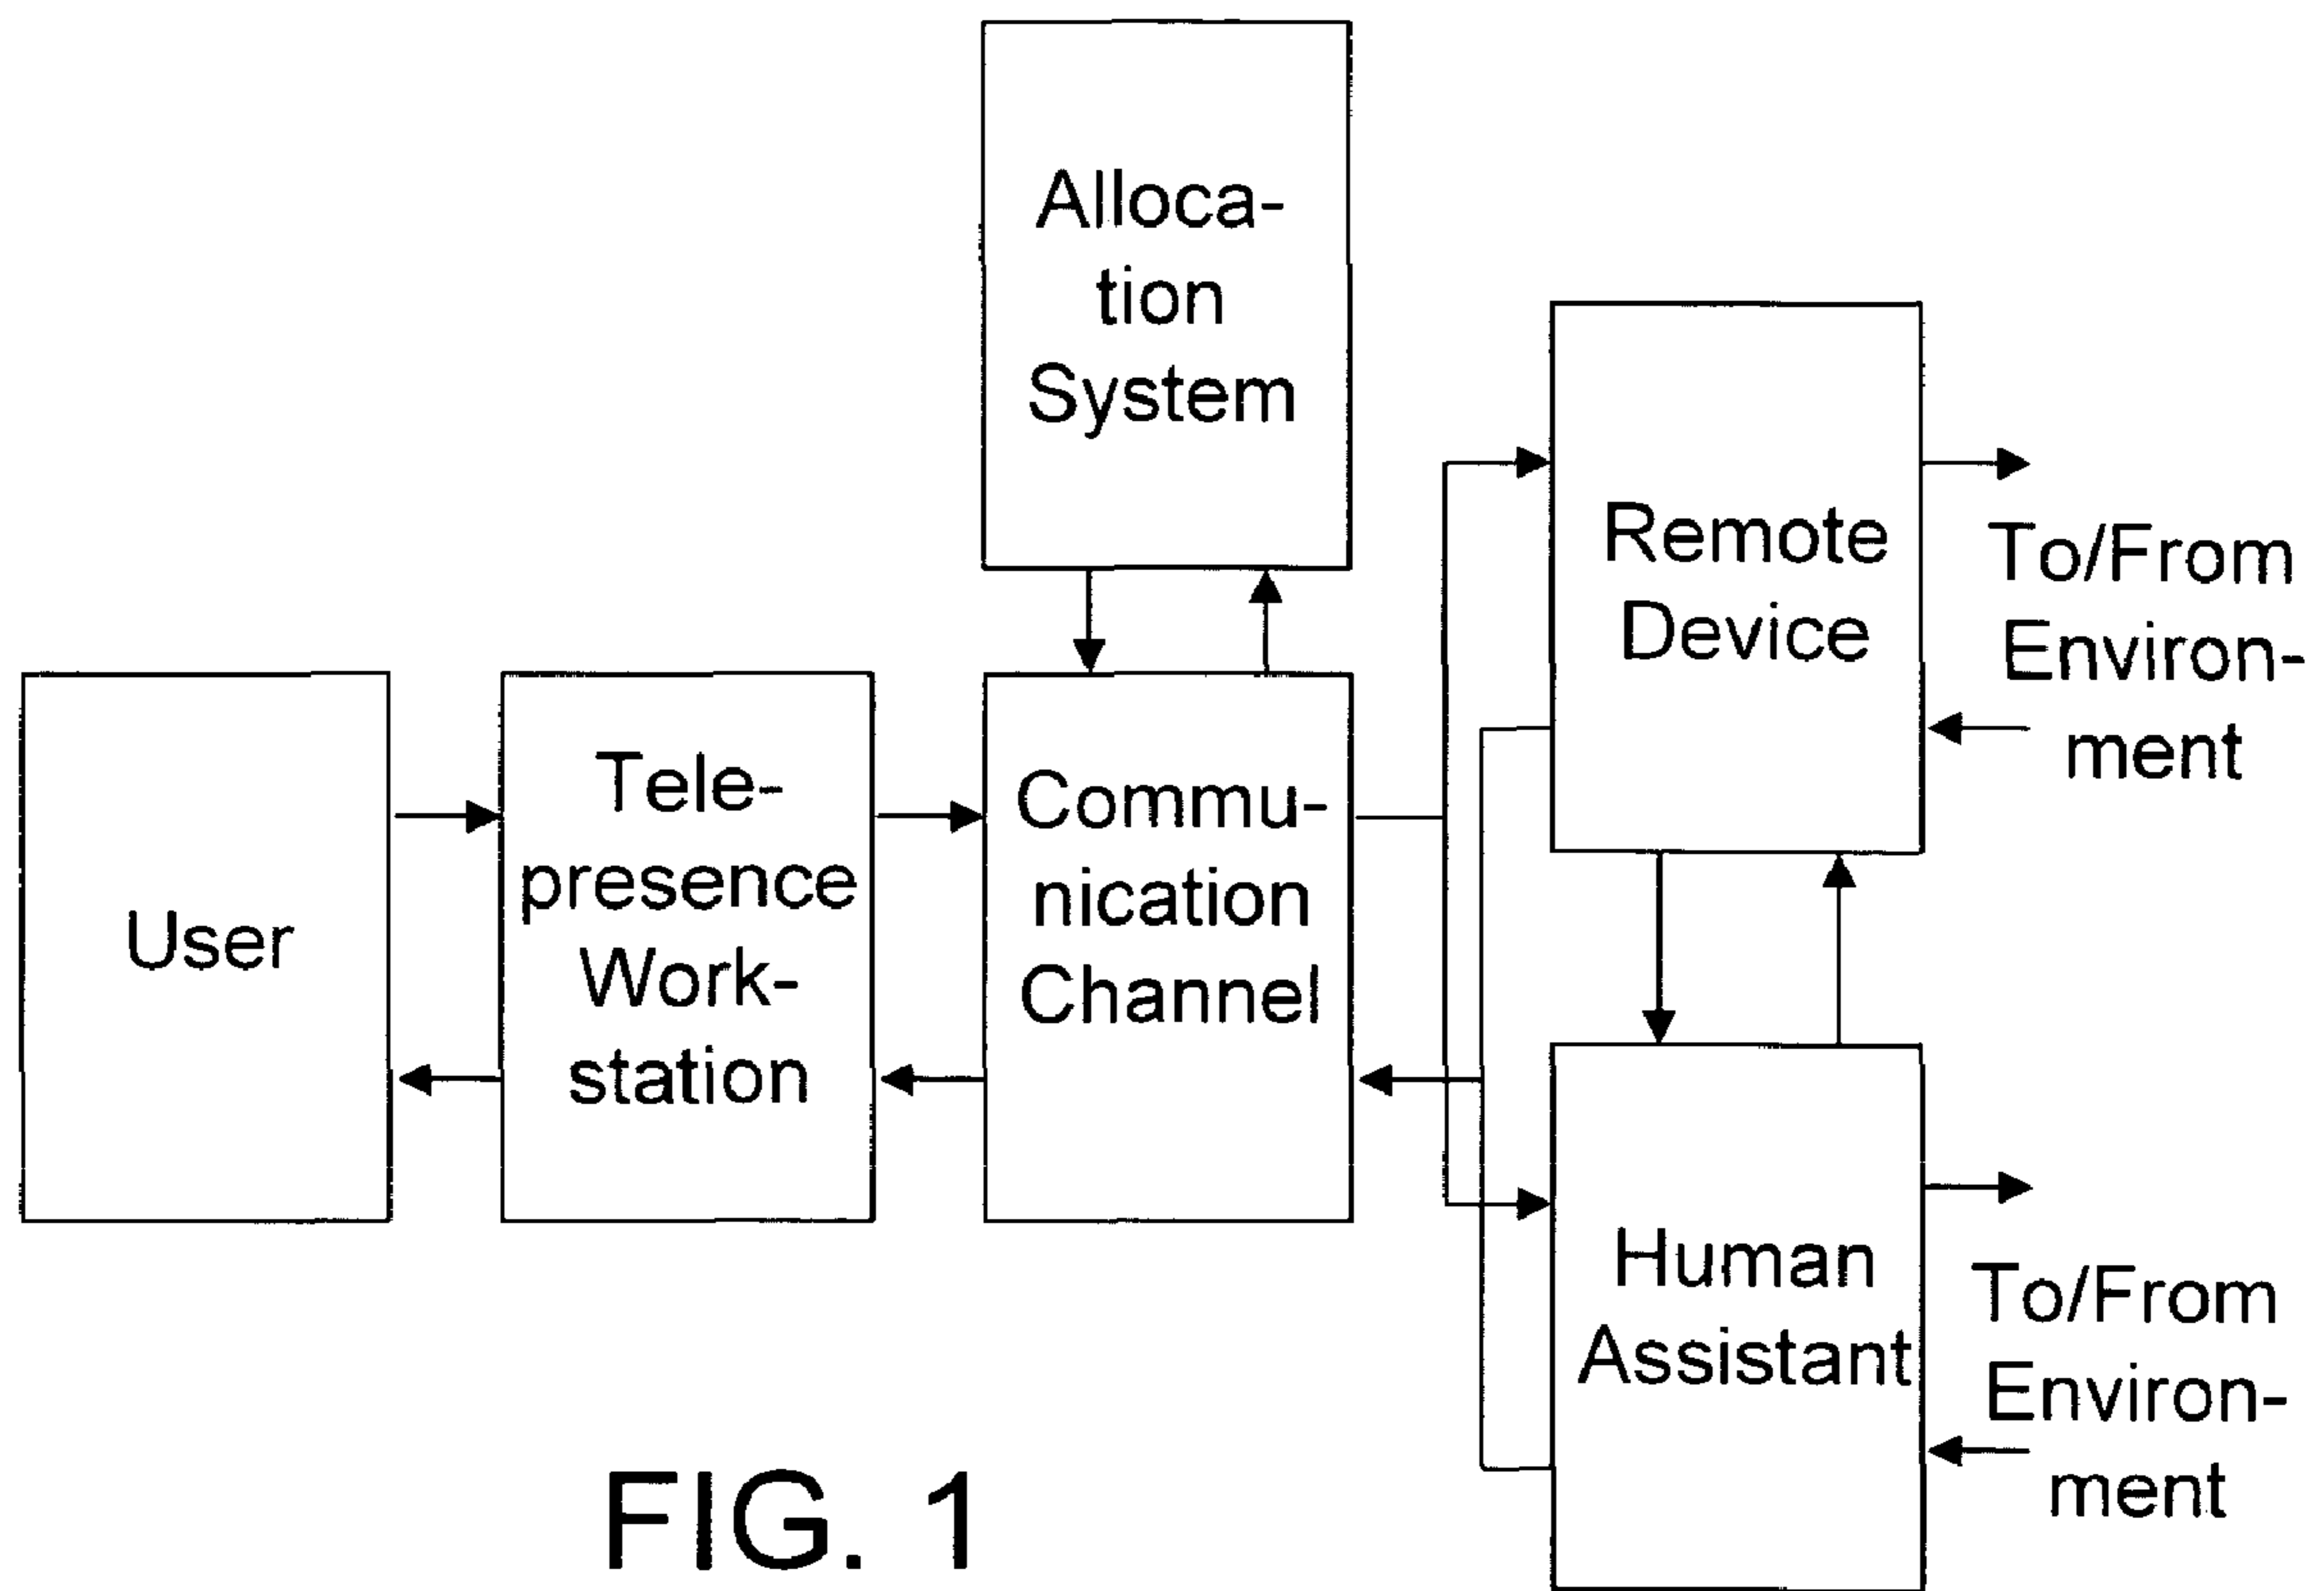 Alloca-
tion
System
Remote
Device
To/From
Environ-
ment
User
Tele-
presence
Work-
station
Commu-
nication
Channel
Human
Assistant
To/From
Environ-
ment
FIG. 1